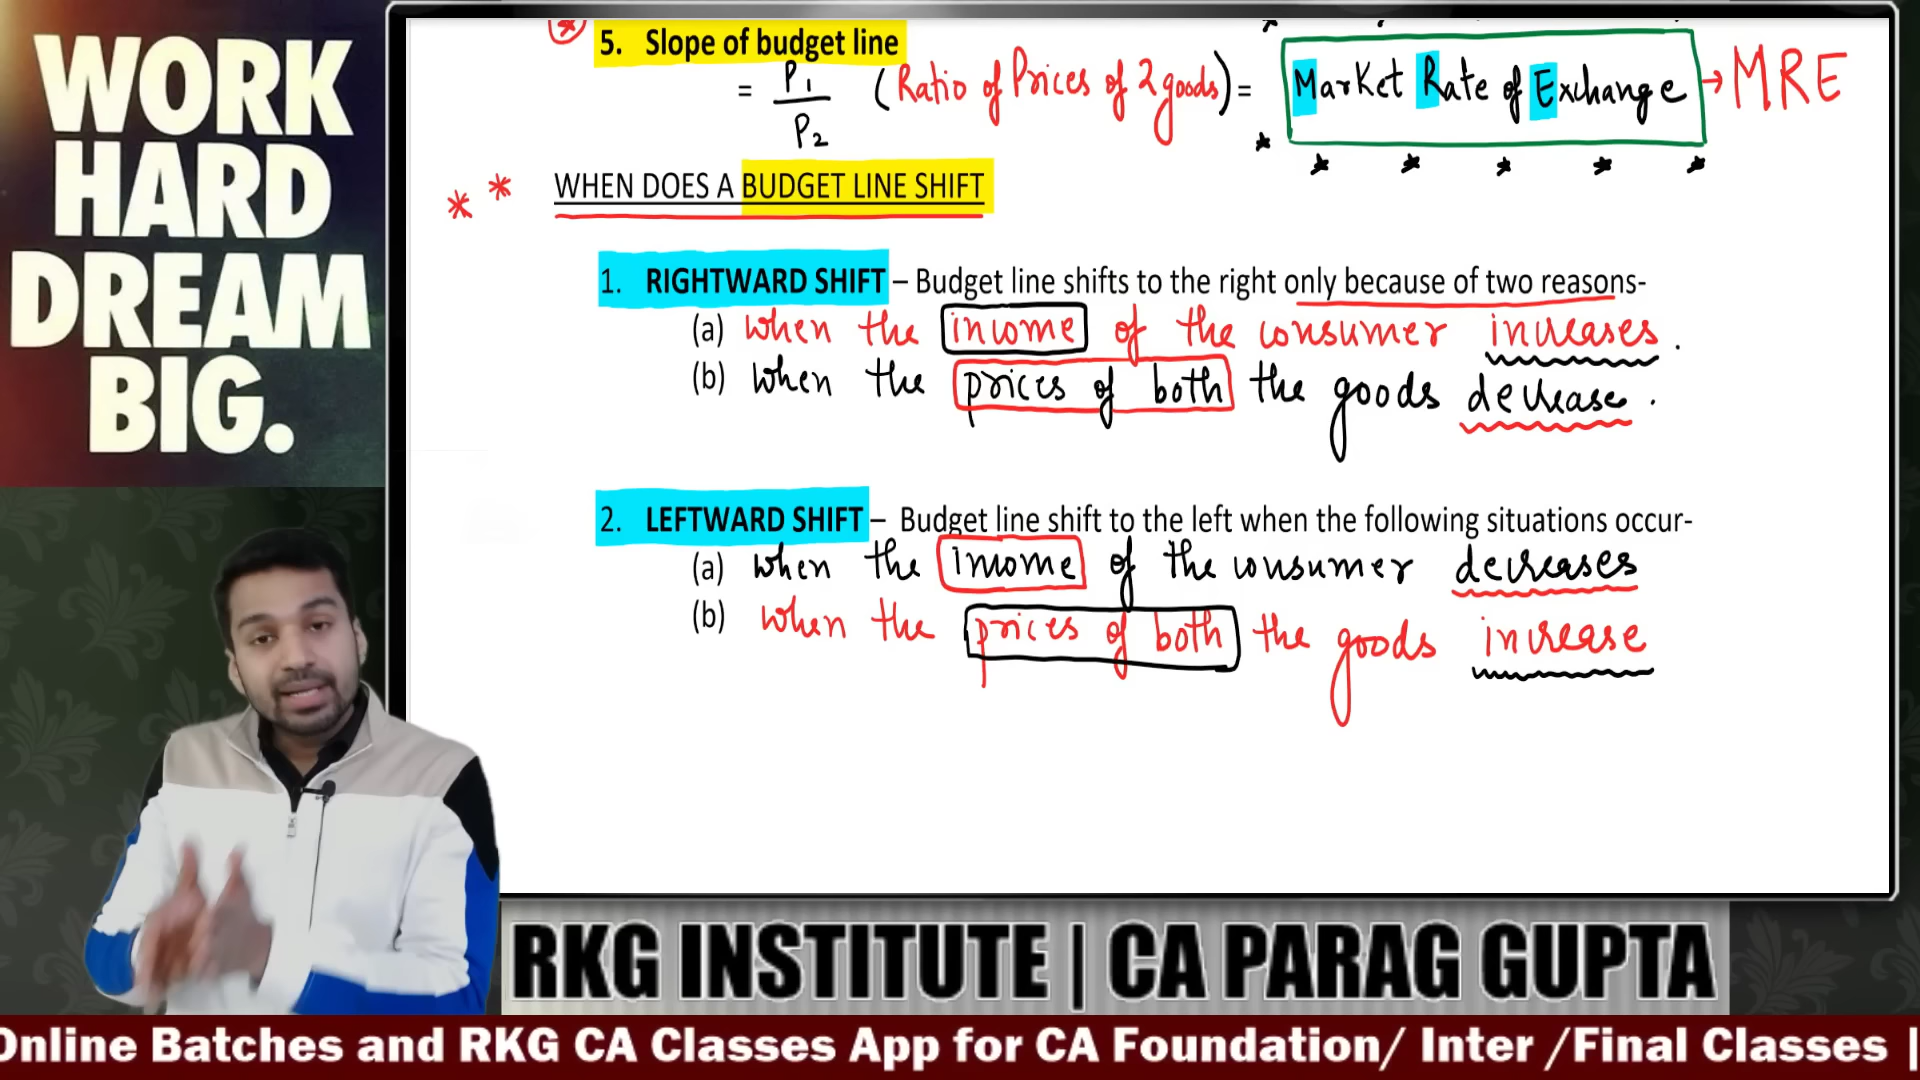 WORK
HARD
DREAM
BIG.
5. Slope of budget line
= P1/P2 (Ratio of Prices of 2 goods) = Market Rate of Exchange → MRE
WHEN DOES A BUDGET LINE SHIFT
1. RIGHTWARD SHIFT – Budget line shifts to the right only because of two reasons-
(a) when the income of the consumer increases.
(b) when the prices of both the goods decrease.
2. LEFTWARD SHIFT – Budget line shift to the left when the following situations occur-
(a) when the income of the consumer decreases
(b) when the prices of both the goods increase
RKG INSTITUTE | CA PARAG GUPTA
Online Batches and RKG CA Classes App for CA Foundation/ Inter /Final Classes |